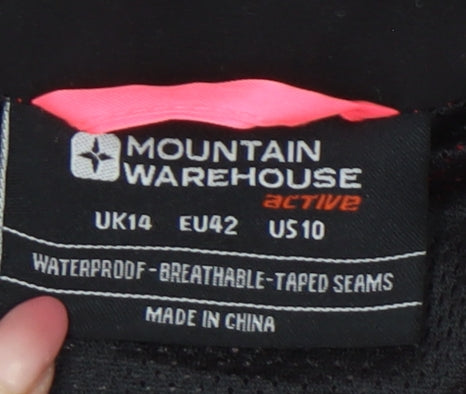 MOUNTAIN
WAREHOUSE
ACTIVE
UK14 EU42 US10
WATERPROOF-BREATHABLE-TAPED SEAMS
MADE IN CHINA